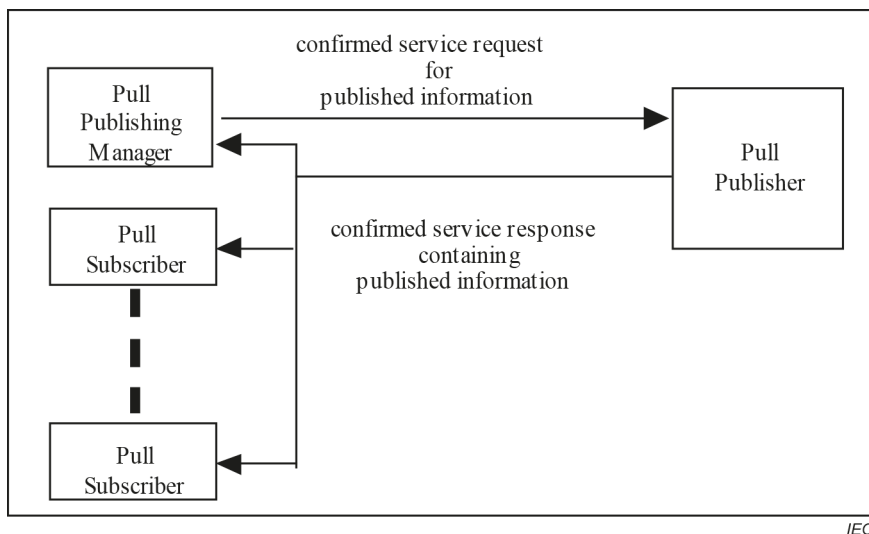 confirmed service request
for
published information
Pull
Publishing
Manager
Pull
Publisher
Pull
Subscriber
confirmed service response
containing
published information
Pull
Subscriber
IEC